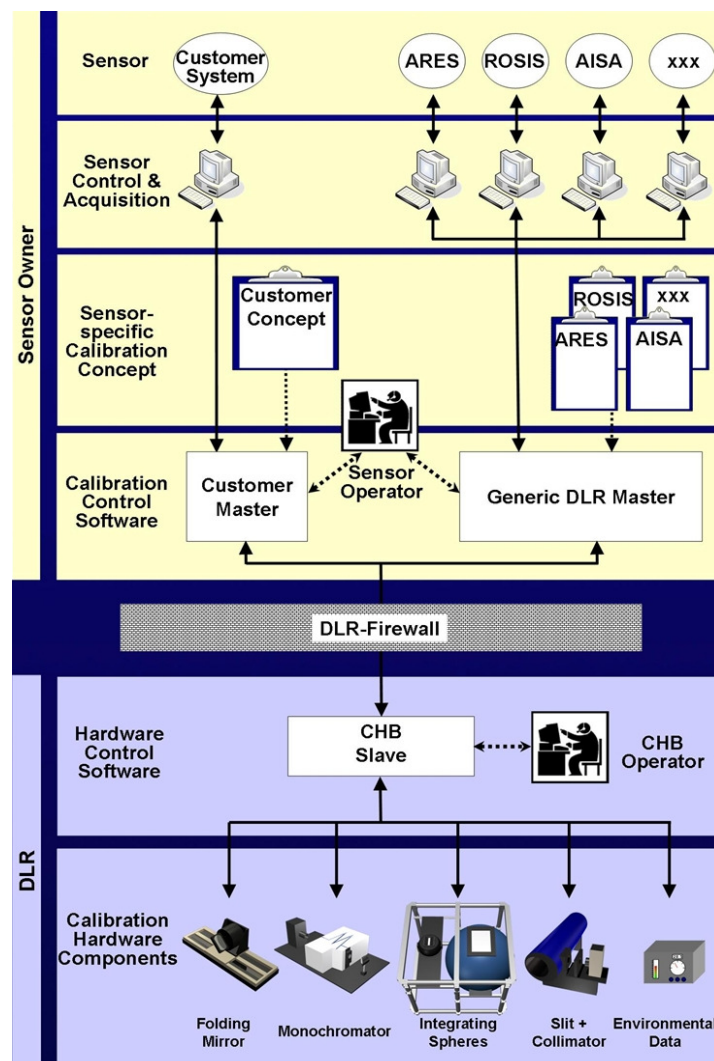 Sensor
Customer
System
ARES
ROSIS
AISA
xxx
Sensor
Control &
Acquisition
Sensor Owner
Sensor-
specific
Calibration
Concept
Customer
Concept
ROSIS
xxx
ARES
AISA
Calibration
Control
Software
Customer
Master
Sensor
Operator
Generic DLR Master
DLR-Firewall
DLR
Hardware
Control
Software
CHB
Slave
CHB
Operator
Calibration
Hardware
Components
Folding
Mirror
Monochromator
Integrating
Spheres
Slit +
Collimator
Environmental
Data